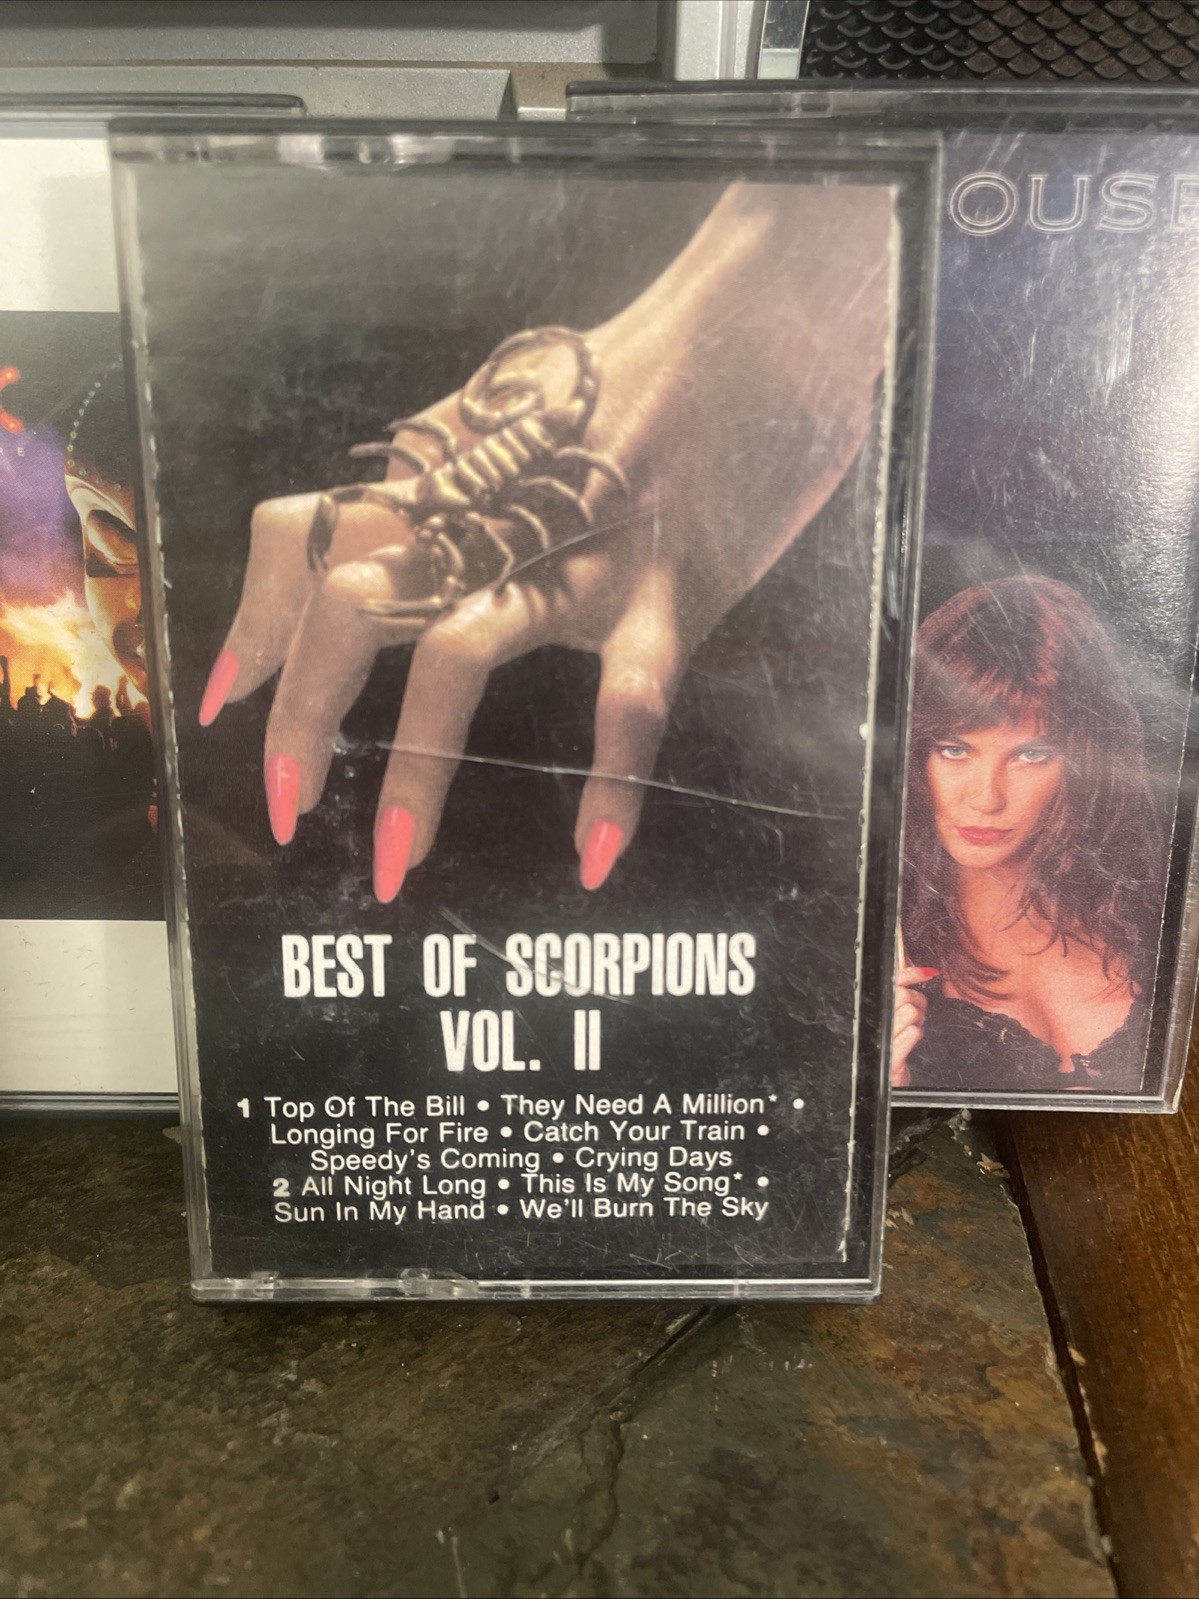 OUSE
RE
BEST OF SCORPIONS
VOL. II
1 Top Of The Bill • They Need A Million* •
Longing For Fire • Catch Your Train •
Speedy's Coming • Crying Days
2 All Night Long • This Is My Song* •
Sun In My Hand • We'll Burn The Sky